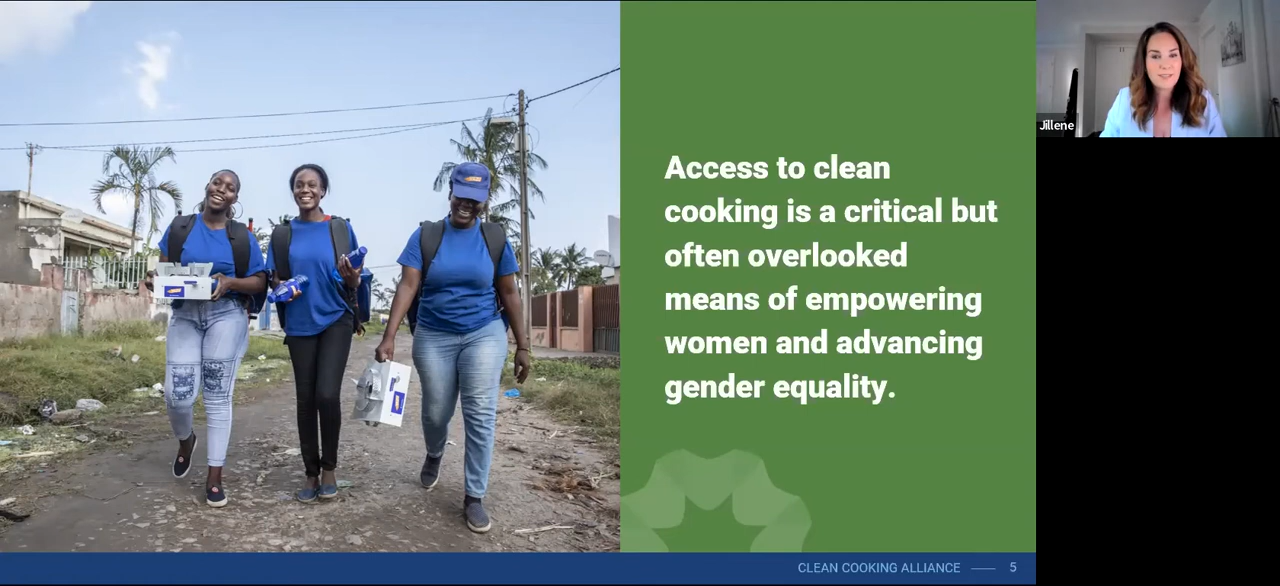 Access to clean
cooking is a critical but
often overlooked
means of empowering
women and advancing
gender equality.
Jillene
CLEAN COOKING ALLIANCE
5